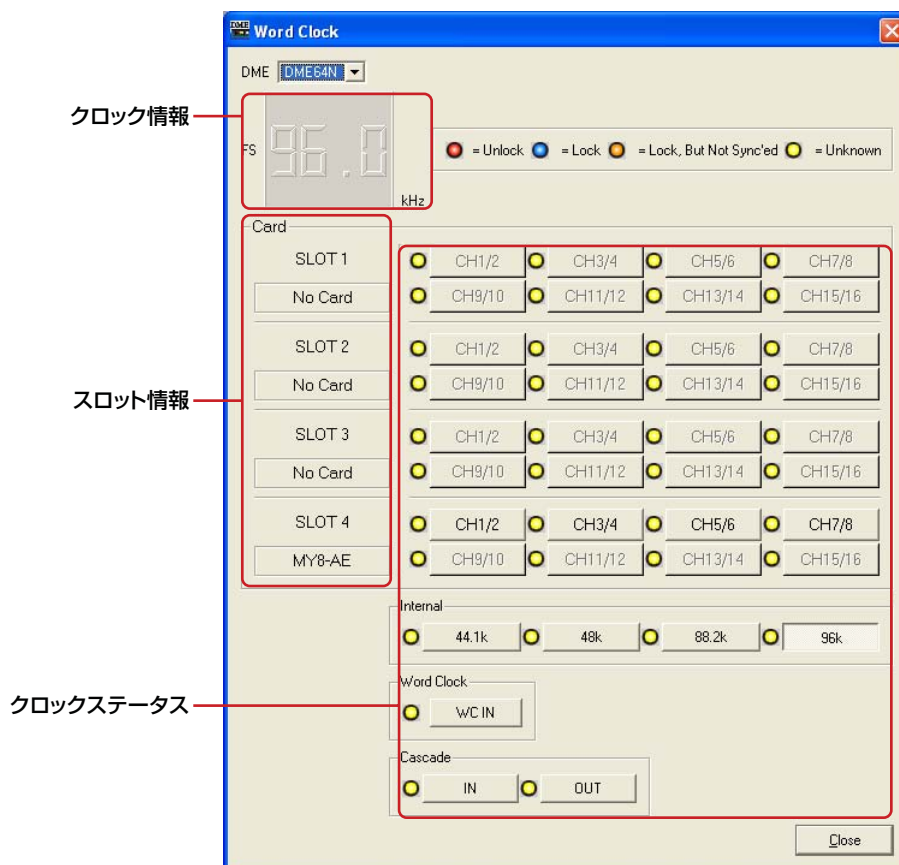 DME Word Clock
DME DME64N
クロック情報
FS 96.0 kHz
= Unlock = Lock = Lock, But Not Sync'ed = Unknown
Card
SLOT 1 CH1/2 CH3/4 CH5/6 CH7/8
No Card CH9/10 CH11/12 CH13/14 CH15/16
SLOT 2 CH1/2 CH3/4 CH5/6 CH7/8
No Card CH9/10 CH11/12 CH13/14 CH15/16
スロット情報
SLOT 3 CH1/2 CH3/4 CH5/6 CH7/8
No Card CH9/10 CH11/12 CH13/14 CH15/16
SLOT 4 CH1/2 CH3/4 CH5/6 CH7/8
MY8-AE CH9/10 CH11/12 CH13/14 CH15/16
Internal
44.1k 48k 88.2k 96k
Word Clock
クロックステータス
WC IN
Cascade
IN OUT
Close